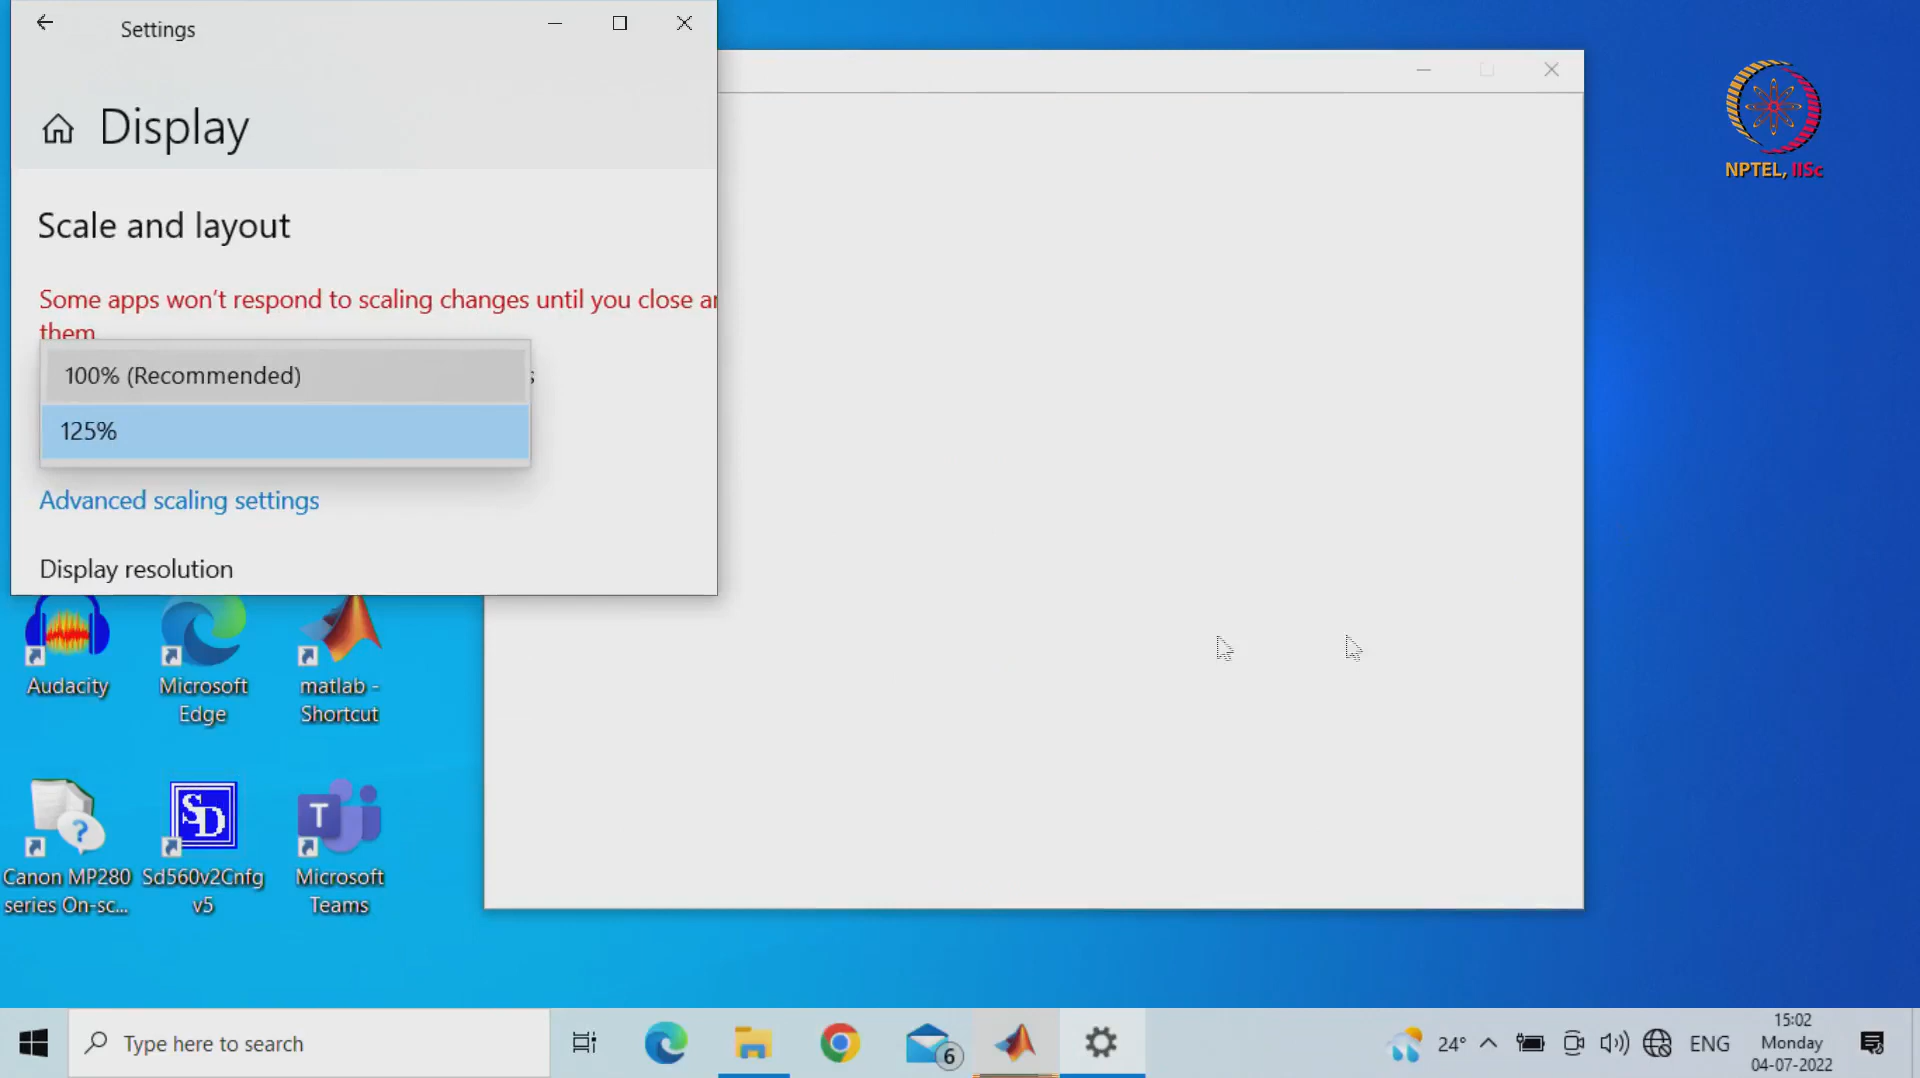 Settings
Display
Scale and layout
Some apps won't respond to scaling changes until you close
them.
100% (Recommended)
125%
Advanced scaling settings
Display resolution
NPTEL, IISc
Audacity
Microsoft
Edge
matlab -
Shortcut
Canon MP280
series On-sc...
Sd560v2Cnfg
v5
Microsoft
Teams
SD
T
Type here to search
6
24°
ENG
15:02
Monday
04-07-2022